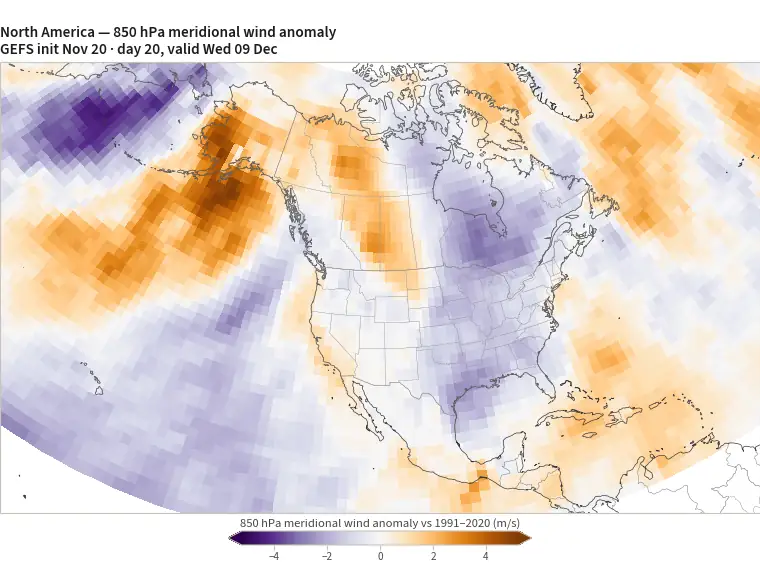 North America — 850 hPa meridional wind anomaly
GEFS init Nov 20 · day 20, valid Wed 09 Dec
850 hPa meridional wind anomaly vs 1991–2020 (m/s)
−4 −2 0 2 4